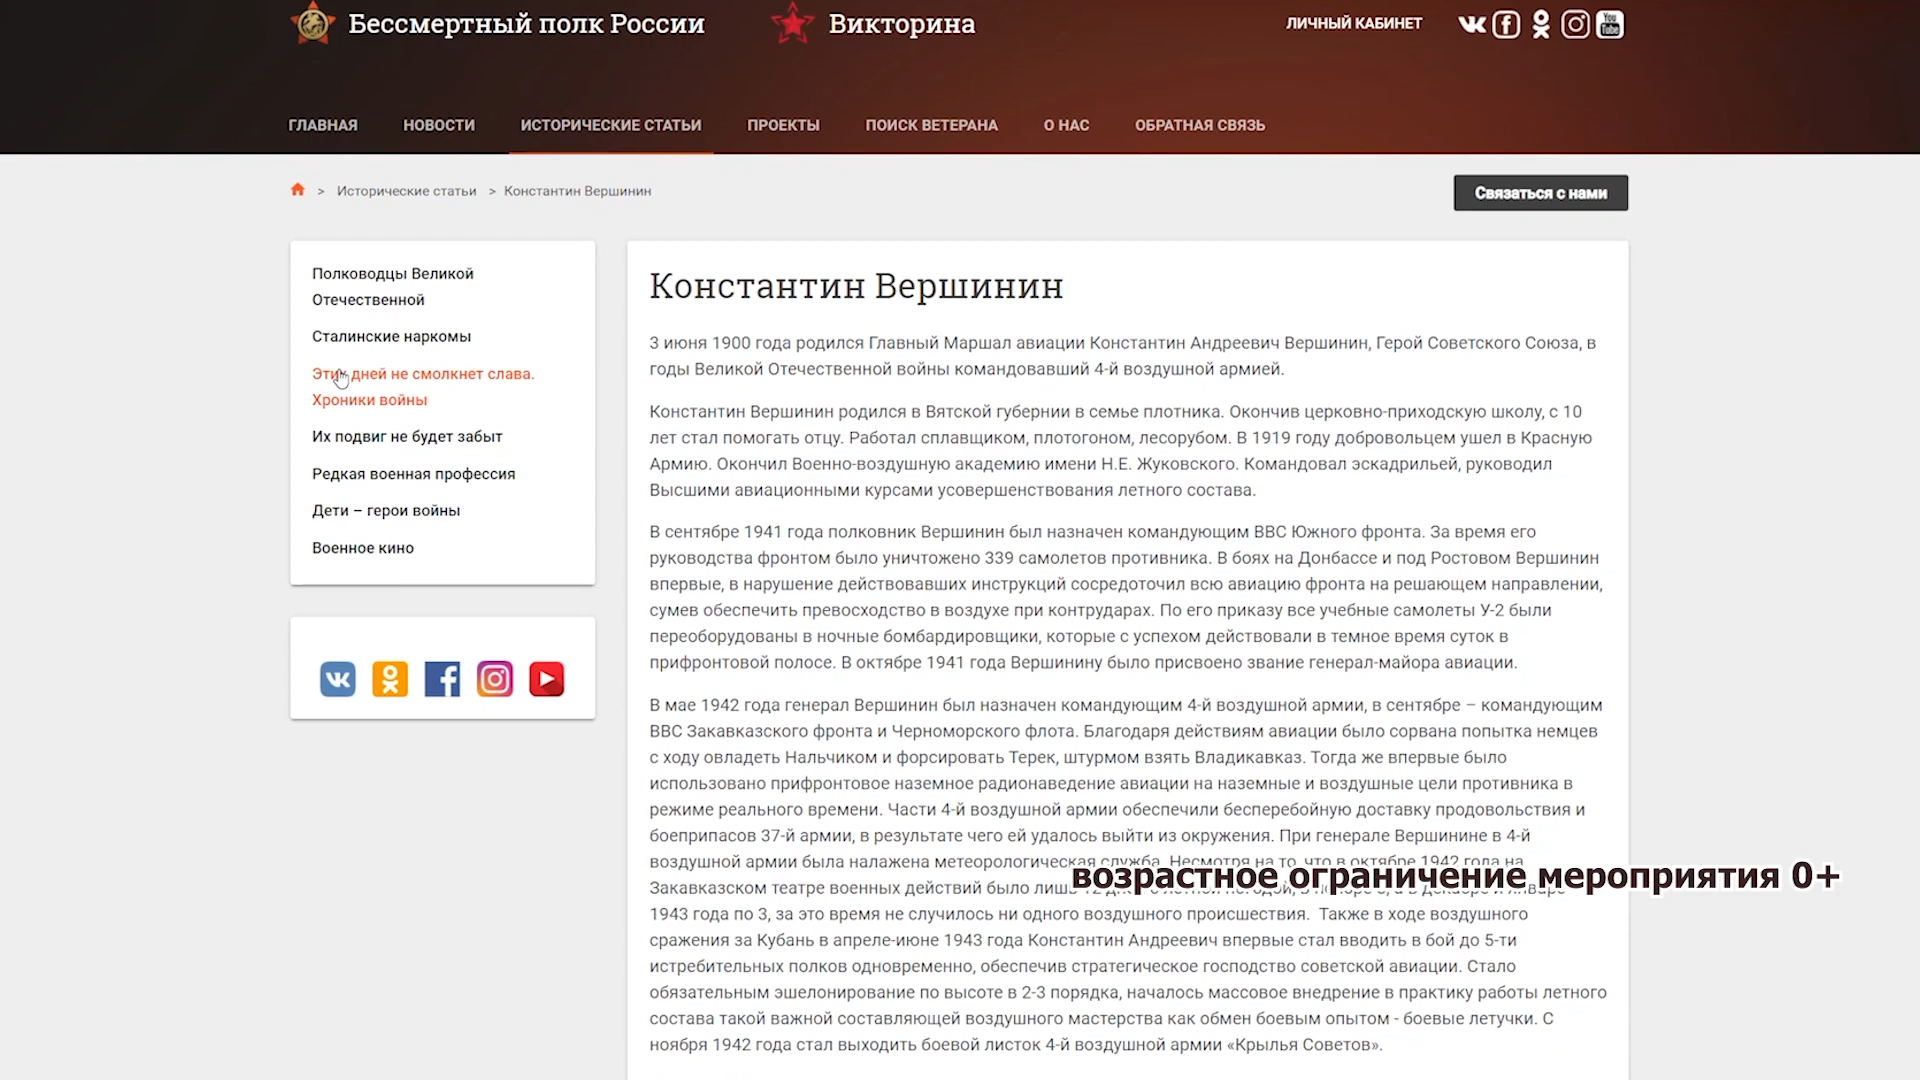 Бессмертный полк России
Викторина
ЛИЧНЫЙ КАБИНЕТ
ГЛАВНАЯ
НОВОСТИ
ИСТОРИЧЕСКИЕ СТАТЬИ
ПРОЕКТЫ
ПОИСК ВЕТЕРАНА
О НАС
ОБРАТНАЯ СВЯЗЬ
> Исторические статьи > Константин Вершинин
Связаться с нами
Полководцы Великой
Отечественной
Сталинские наркомы
Этих дней не смолкнет слава.
Хроники войны
Их подвиг не будет забыт
Редкая военная профессия
Дети – герои войны
Военное кино
Константин Вершинин
3 июня 1900 года родился Главный Маршал авиации Константин Андреевич Вершинин, Герой Советского Союза, в
годы Великой Отечественной войны командовавший 4-й воздушной армией.
Константин Вершинин родился в Вятской губернии в семье плотника. Окончив церковно-приходскую школу, с 10
лет стал помогать отцу. Работал сплавщиком, плотогоном, лесорубом. В 1919 году добровольцем ушел в Красную
Армию. Окончил Военно-воздушную академию имени Н.Е. Жуковского. Командовал эскадрильей, руководил
Высшими авиационными курсами усовершенствования летного состава.
В сентябре 1941 года полковник Вершинин был назначен командующим ВВС Южного фронта. За время его
руководства фронтом было уничтожено 339 самолетов противника. В боях на Донбассе и под Ростовом Вершинин
впервые, в нарушение действовавших инструкций сосредоточил всю авиацию фронта на решающем направлении,
сумев обеспечить превосходство в воздухе при контрударах. По его приказу все учебные самолеты У-2 были
переоборудованы в ночные бомбардировщики, которые с успехом действовали в темное время суток в
прифронтовой полосе. В октябре 1941 года Вершинину было присвоено звание генерал-майора авиации.
В мае 1942 года генерал Вершинин был назначен командующим 4-й воздушной армии, в сентябре – командующим
ВВС Закавказского фронта и Черноморского флота. Благодаря действиям авиации было сорвана попытка немцев
с ходу овладеть Нальчиком и форсировать Терек, штурмом взять Владикавказ. Тогда же впервые было
использовано прифронтовое наземное радионаведение авиации на наземные и воздушные цели противника в
режиме реального времени. Части 4-й воздушной армии обеспечили бесперебойную доставку продовольствия и
боеприпасов 37-й армии, в результате чего ей удалось выйти из окружения. При генерале Вершинине в 4-й
воздушной армии была налажена метеорологическая служба. Несмотря на то, что в октябре 1942 года на
Закавказском театре военных действий было лишь
возрастное ограничение мероприятия 0+
1943 года по 3, за это время не случилось ни одного воздушного происшествия. Также в ходе воздушного
сражения за Кубань в апреле-июне 1943 года Константин Андреевич впервые стал вводить в бой до 5-ти
истребительных полков одновременно, обеспечив стратегическое господство советской авиации. Стало
обязательным эшелонирование по высоте в 2-3 порядка, началось массовое внедрение в практику работы летного
состава такой важной составляющей воздушного мастерства как обмен боевым опытом - боевые летучки. С
ноября 1942 года стал выходить боевой листок 4-й воздушной армии «Крылья Советов».